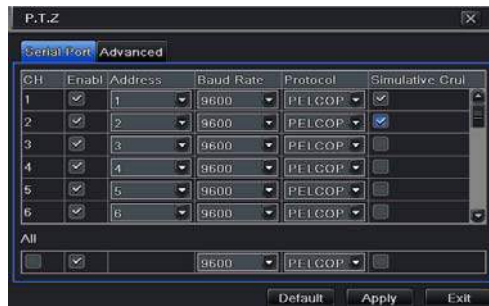 P.T.Z
Serial Port Advanced
CH Enabl Address Baud Rate Protocol Simulative Crui
1 1 9600 PELCOP
2 2 9600 PELCOP
3 3 9600 PELCOP
4 4 9600 PELCOP
5 5 9600 PELCOP
6 6 9600 PELCOP
All
9600 PELCOP
Default Apply Exit